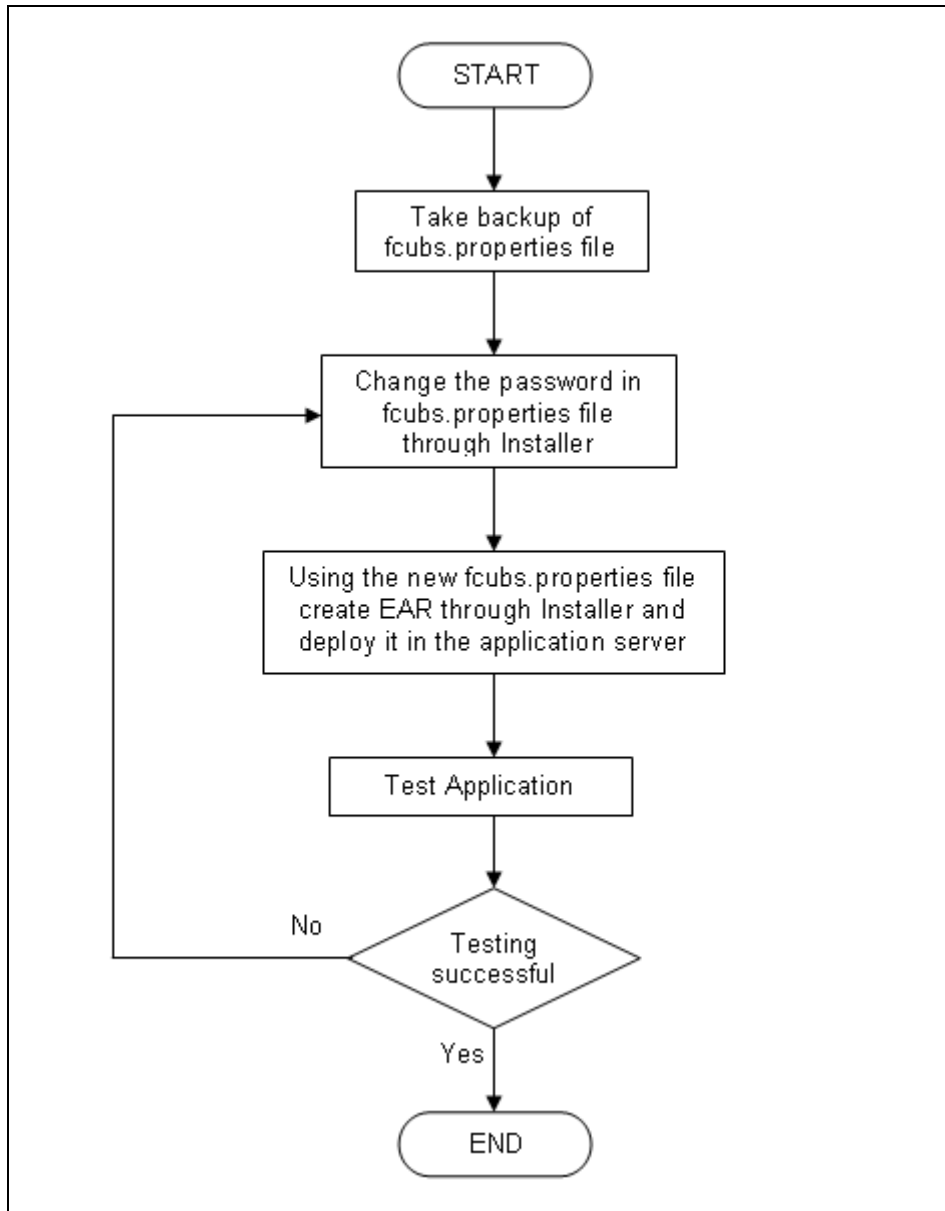 START
Take backup of
fcubs.properties file
Change the password in
fcubs.properties file
through Installer
Using the new fcubs.properties file
create EAR through Installer and
deploy it in the application server
Test Application
No
Testing
successful
Yes
END